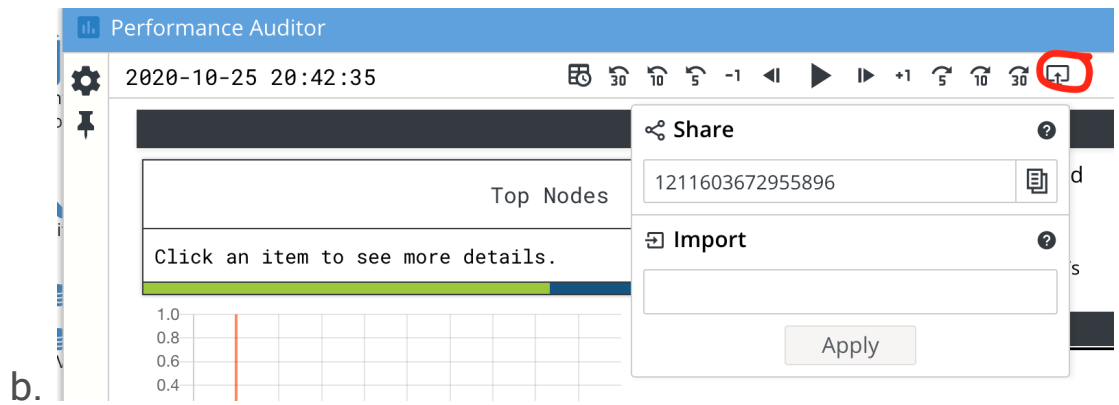 Performance Auditor
2020-10-25 20:42:35 30 10 5 -1 +1 5 10 30
Share
1211603672955896
d
Top Nodes
Import
Click an item to see more details.
's
1.0
0.8
Apply
0.6
0.4
b.